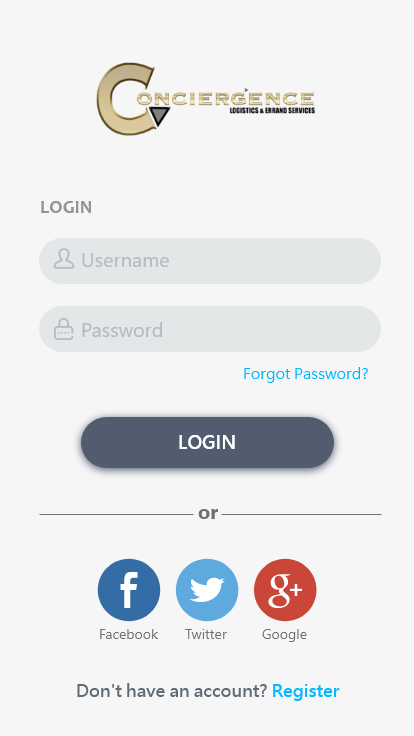 CONCIERGENCE
LOGISTICS & ERRAND SERVICES
LOGIN
Username
Password
Forgot Password?
LOGIN
or
f g+
Facebook Twitter Google
Don't have an account? Register